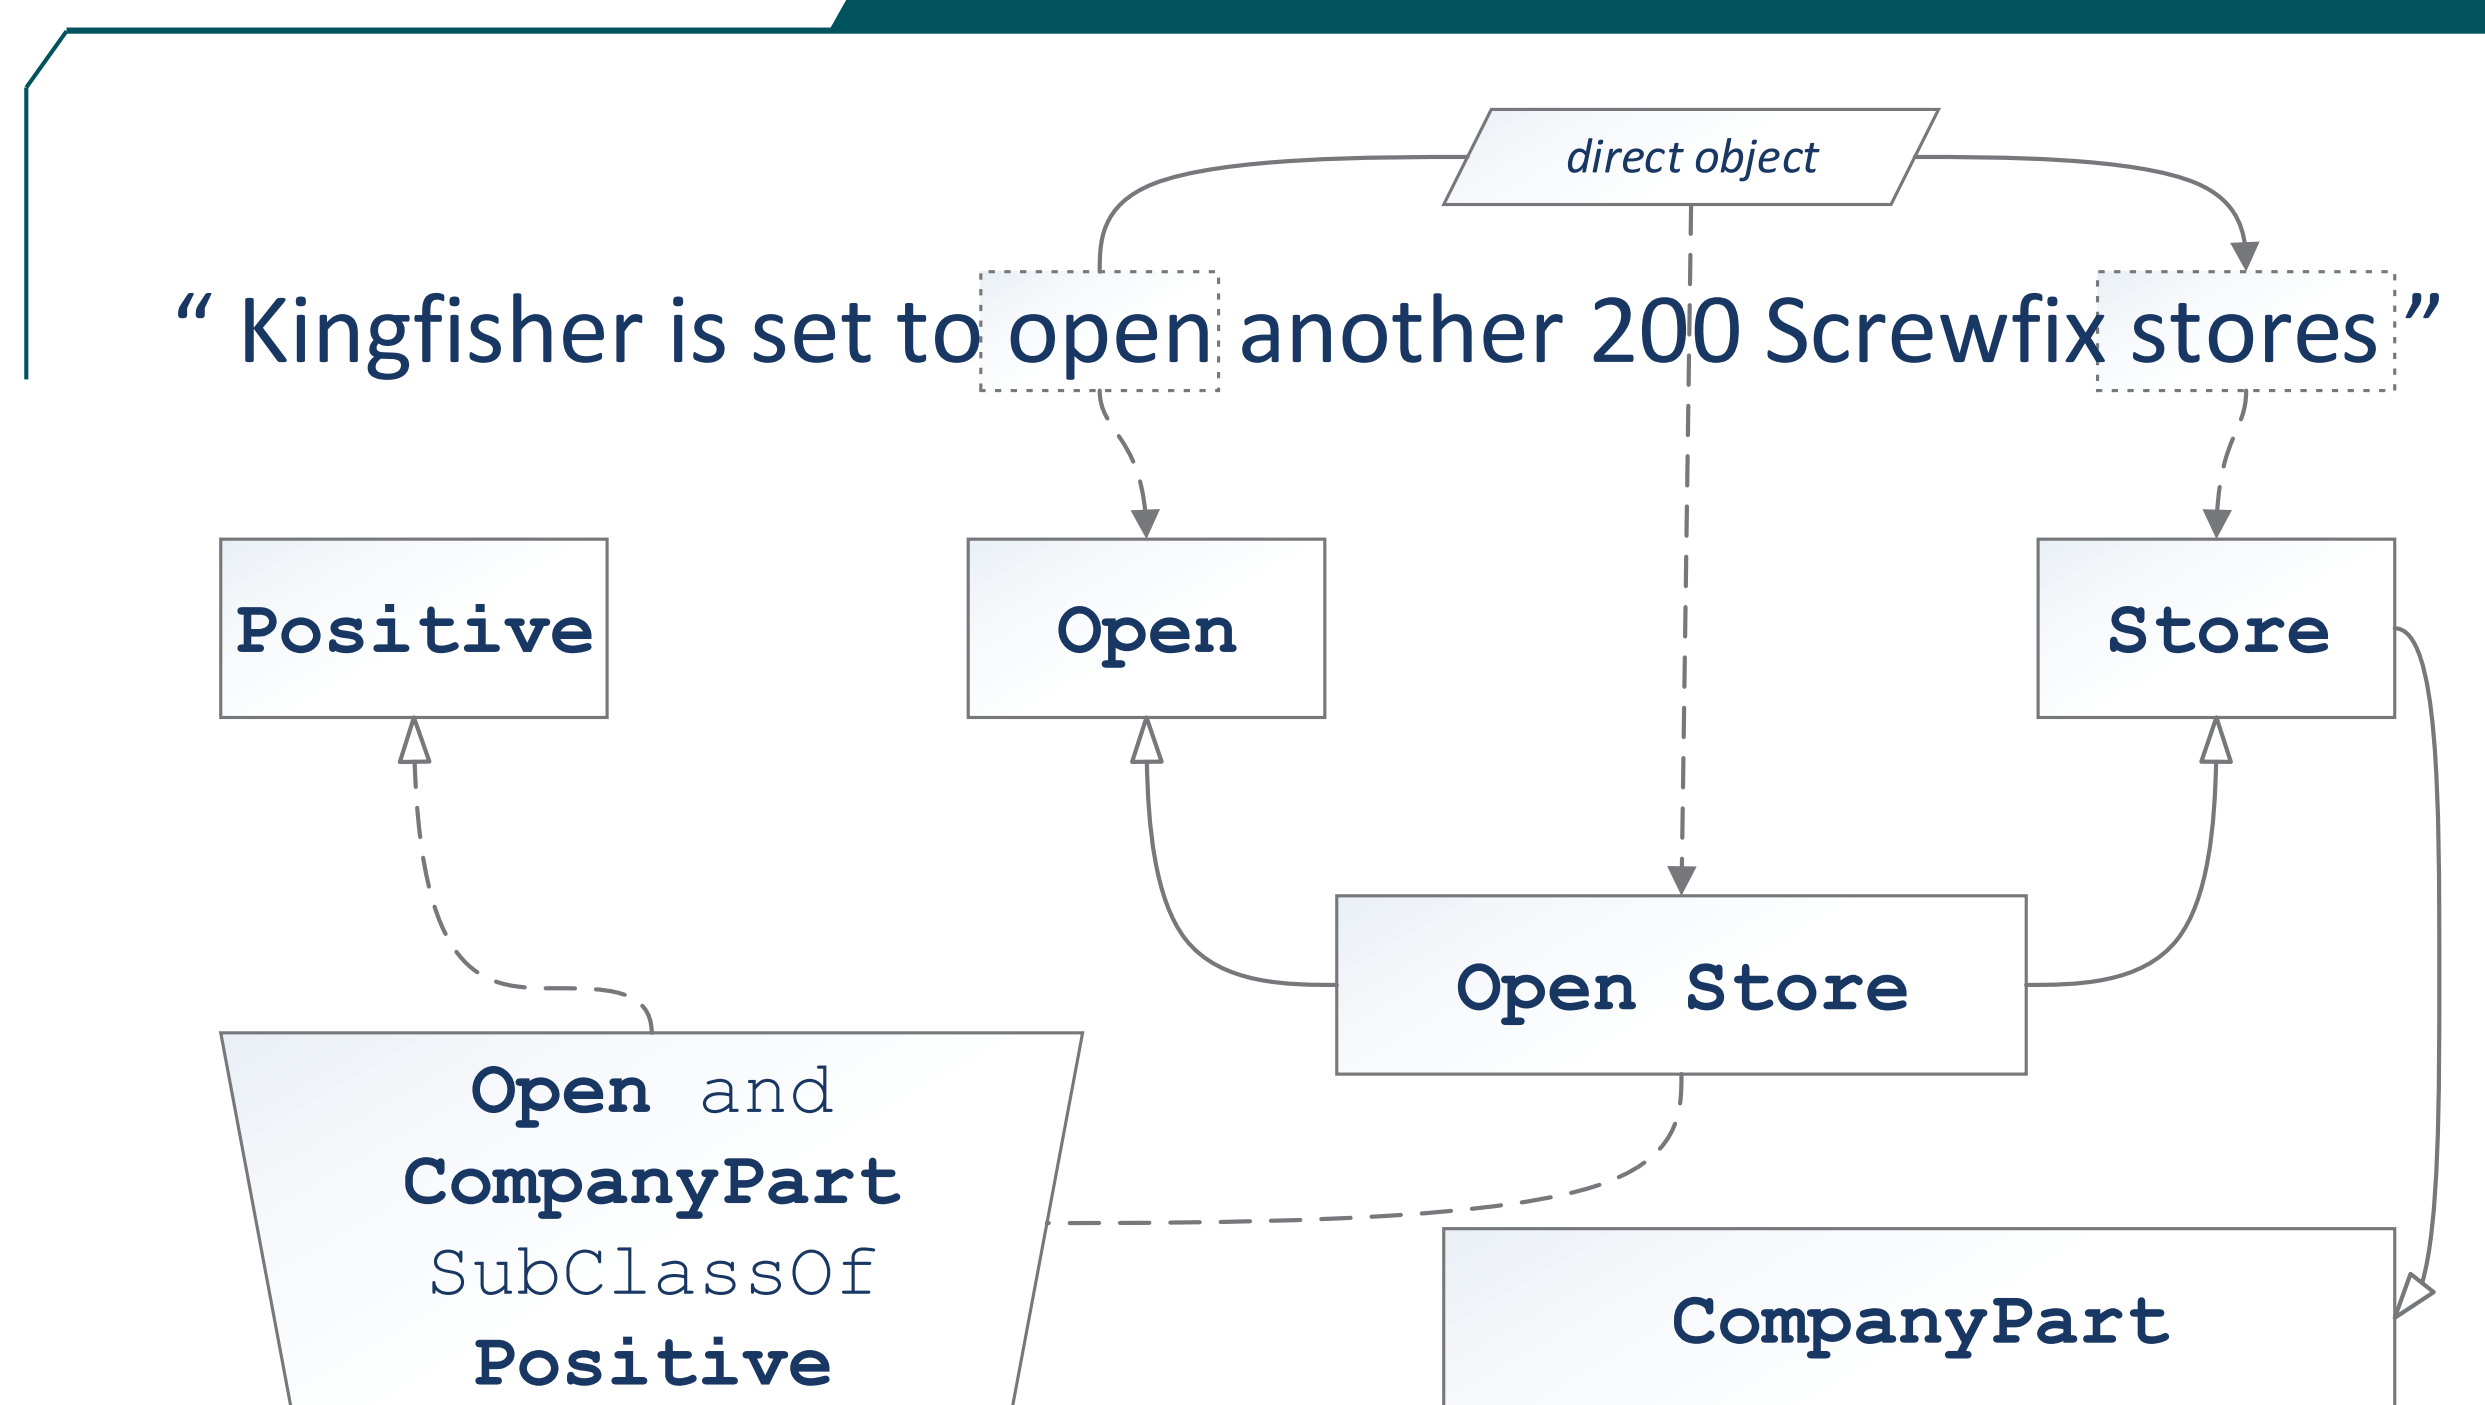 direct object
“ Kingfisher is set to open another 200 Screwfix stores ”
Positive
Open
Store
Open Store
Open and
CompanyPart
SubClassOf
Positive
CompanyPart